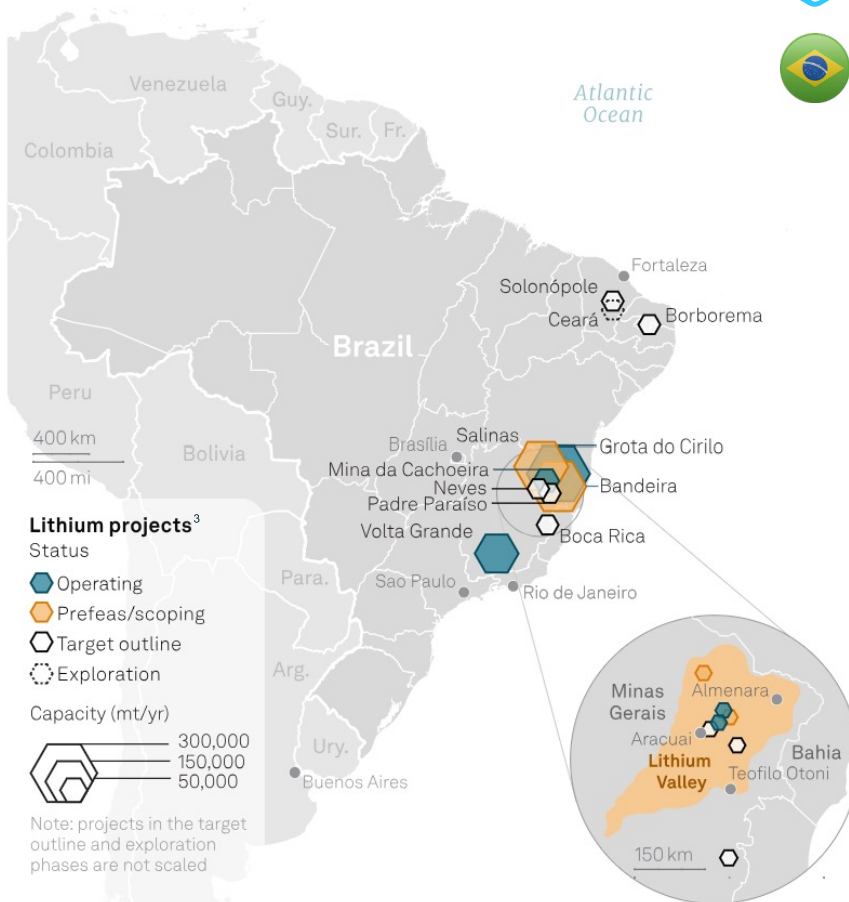 Venezuela
Guy.
Sur.
Fr.
Colombia
Atlantic
Ocean
Fortaleza
Solonópole
Ceará
Borborema
Brazil
Peru
400 km
400 mi
Bolivia
Brasília
Salinas
Grota do Cirilo
Mina da Cachoeira
Neves
Bandeira
Padre Paraíso
Volta Grande
Boca Rica
Sao Paulo
Rio de Janeiro
Para.
Arg.
Ury.
Buenos Aires
Lithium projects³
Status
Operating
Prefeas/scoping
Target outline
Exploration
Capacity (mt/yr)
300,000
150,000
50,000
Note: projects in the target
outline and exploration
phases are not scaled
Minas
Gerais
Almenara
Aracuai
Bahia
Lithium
Valley
Teofilo Otoni
150 km